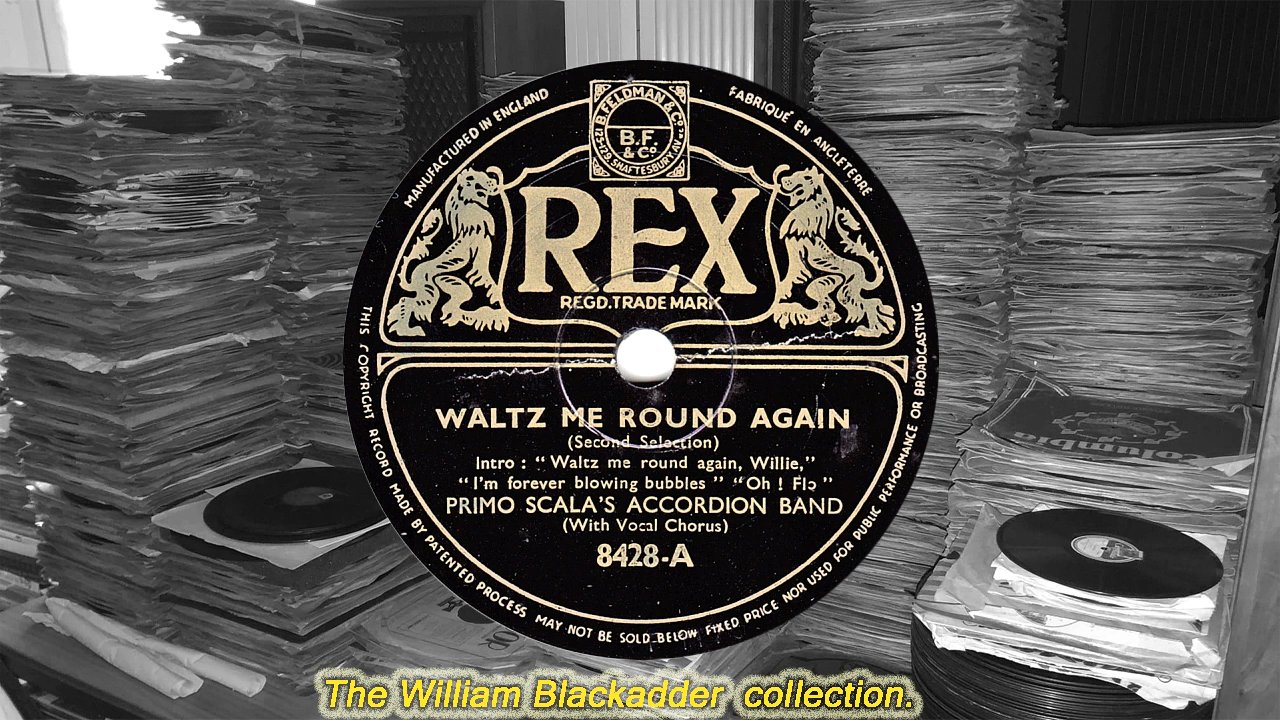 MANUFACTURED IN ENGLAND
FABRIQUÉ EN ANGLETERRE
B. FELDMAN & Co
125-129, SHAFTESBURY AV. W.C.
B.F.
& Co.
REX
REGD. TRADE MARK
WALTZ ME ROUND AGAIN
(Second Selection)
Intro : “Waltz me round again, Willie,”
“I'm forever blowing bubbles” “Oh ! Flo”
PRIMO SCALA'S ACCORDION BAND
(With Vocal Chorus)
8428-A
THIS COPYRIGHT RECORD MADE BY PATENTED PROCESS MAY NOT BE SOLD BELOW FIXED PRICE NOR USED FOR PUBLIC PERFORMANCE OR BROADCASTING
Columbia
The William Blackadder collection.